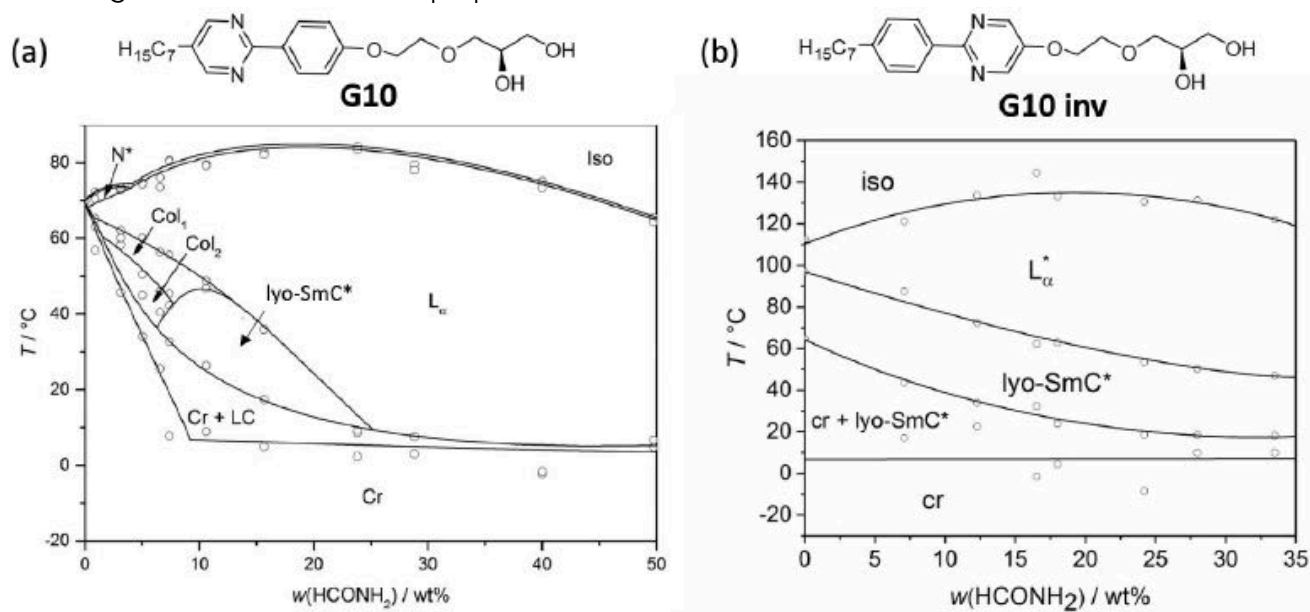 (a)
H₁₅C₇
N
N
O
O
OH
OH
G10
N*
Col₁
Col₂
lyo-SmC*
Lα
Iso
Cr + LC
Cr
T / °C
80
60
40
20
0
-20
0 10 20 30 40 50
w(HCONH₂) / wt%
(b)
H₁₅C₇
N
N
O
O
OH
OH
G10 inv
iso
Lα*
lyo-SmC*
cr + lyo-SmC*
cr
T / °C
160
140
120
100
80
60
40
20
0
-20
0 5 10 15 20 25 30 35
w(HCONH₂) / wt%